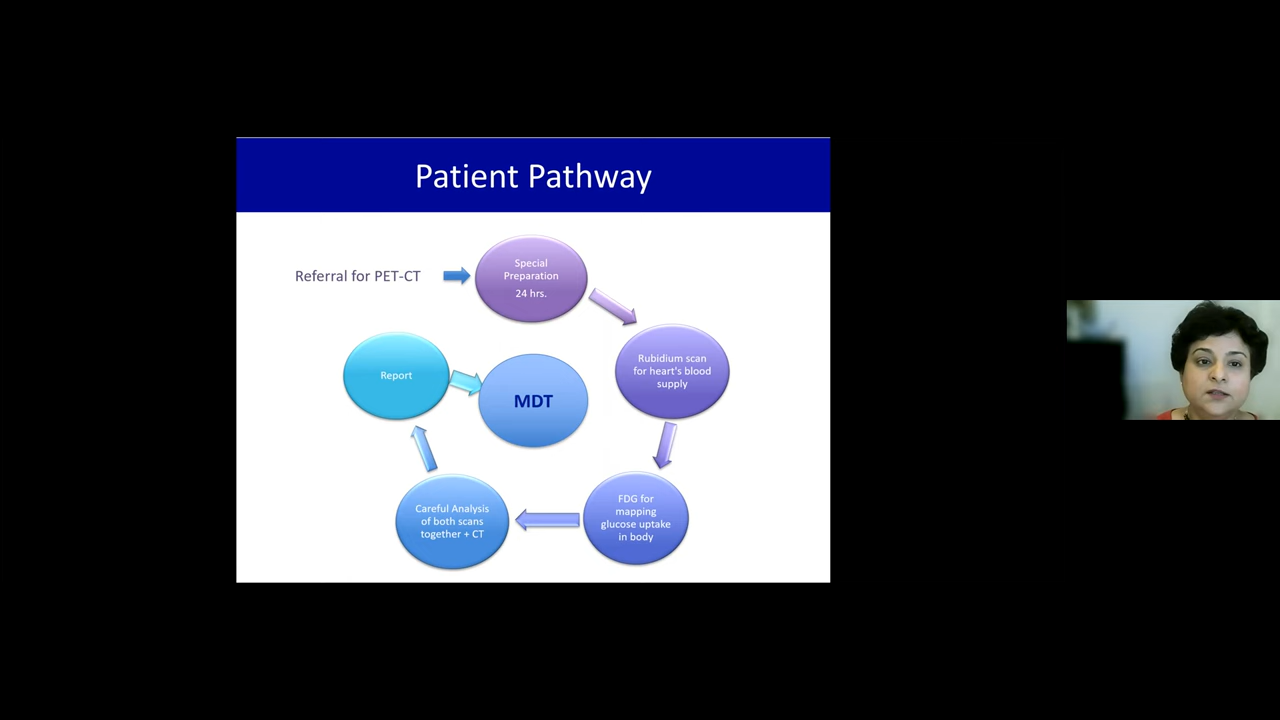 Patient Pathway
Referral for PET-CT
Special
Preparation
24 hrs.
Rubidium scan
for heart's blood
supply
FDG for
mapping
glucose uptake
in body
Careful Analysis
of both scans
together + CT
Report
MDT